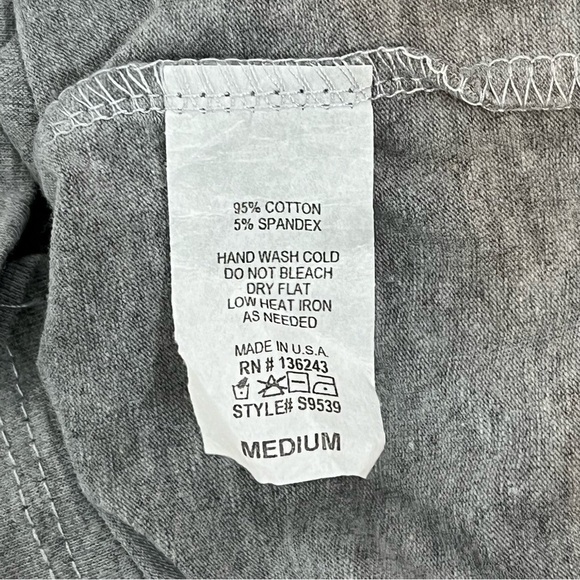 95% COTTON
5% SPANDEX
HAND WASH COLD
DO NOT BLEACH
DRY FLAT
LOW HEAT IRON
AS NEEDED
MADE IN U.S.A.
RN # 136243
STYLE# S9539
MEDIUM